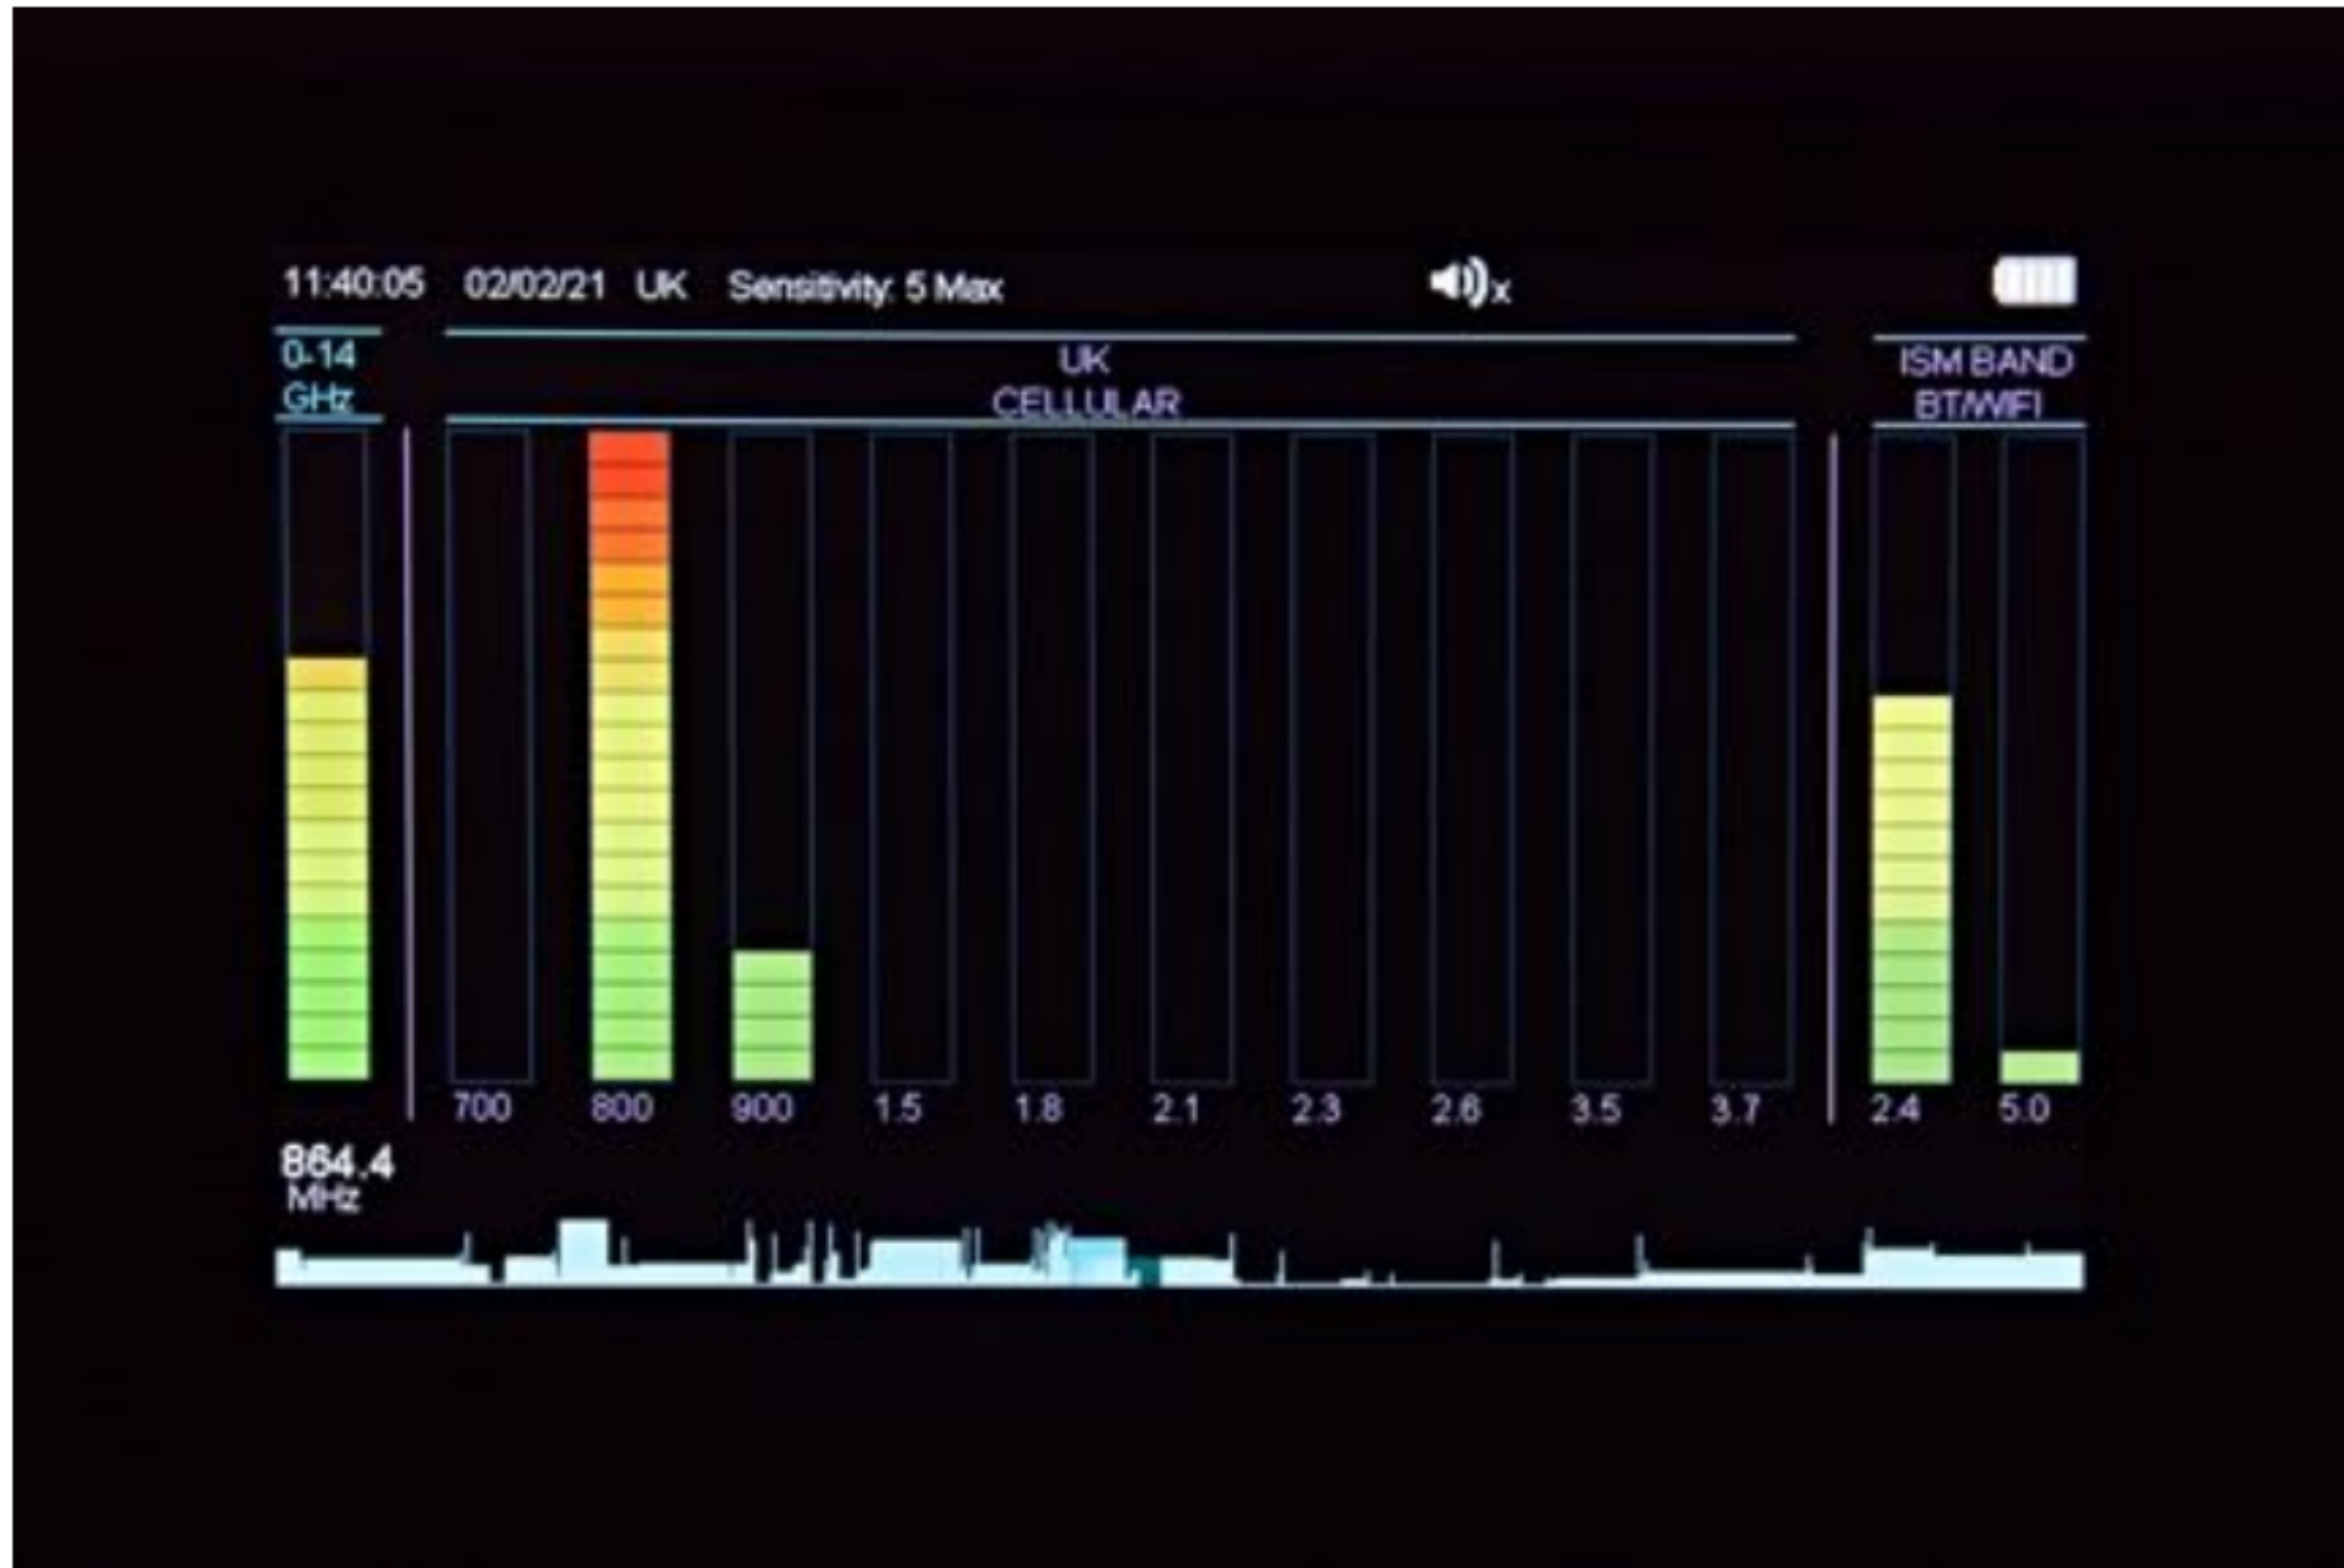 11:40:05 02/02/21 UK Sensitivity: 5 Max x
0-14
GHz
UK
CELLULAR
ISM BAND
BT/WIFI
700 800 900 1.5 1.8 2.1 2.3 2.6 3.5 3.7 2.4 5.0
864.4
MHz